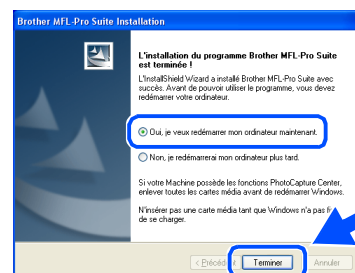 Brother MFL-Pro Suite Installation
L'installation du programme Brother MFL-Pro Suite
est terminée !
L'InstallShield Wizard a installé Brother MFL-Pro Suite avec
succès. Avant de pouvoir utiliser le programme, vous devez
redémarrer votre ordinateur.
Oui, je veux redémarrer mon ordinateur maintenant.
Non, je redémarrerai mon ordinateur plus tard.
Si votre Machine possède les fonctions PhotoCapture Center,
enlever toutes les cartes média avant de redémarrer Windows.
N'insérer pas une carte média tant que Windows n'a pas
de se charger.
Terminer
Annuler